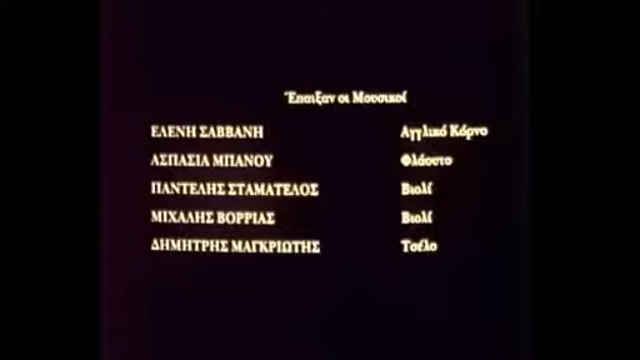 Έπαιξαν οι Μουσικοί
ΕΛΕΝΗ ΣΑΒΒΑΝΗ Αγγλικό Κόρνο
ΑΣΠΑΣΙΑ ΜΠΑΝΟΥ Φλάουτο
ΠΑΝΤΕΛΗΣ ΣΤΑΜΑΤΕΛΟΣ Βιολί
ΜΙΧΑΛΗΣ ΒΟΡΡΙΑΣ Βιολί
ΔΗΜΗΤΡΗΣ ΜΑΓΚΡΙΩΤΗΣ Τσέλο